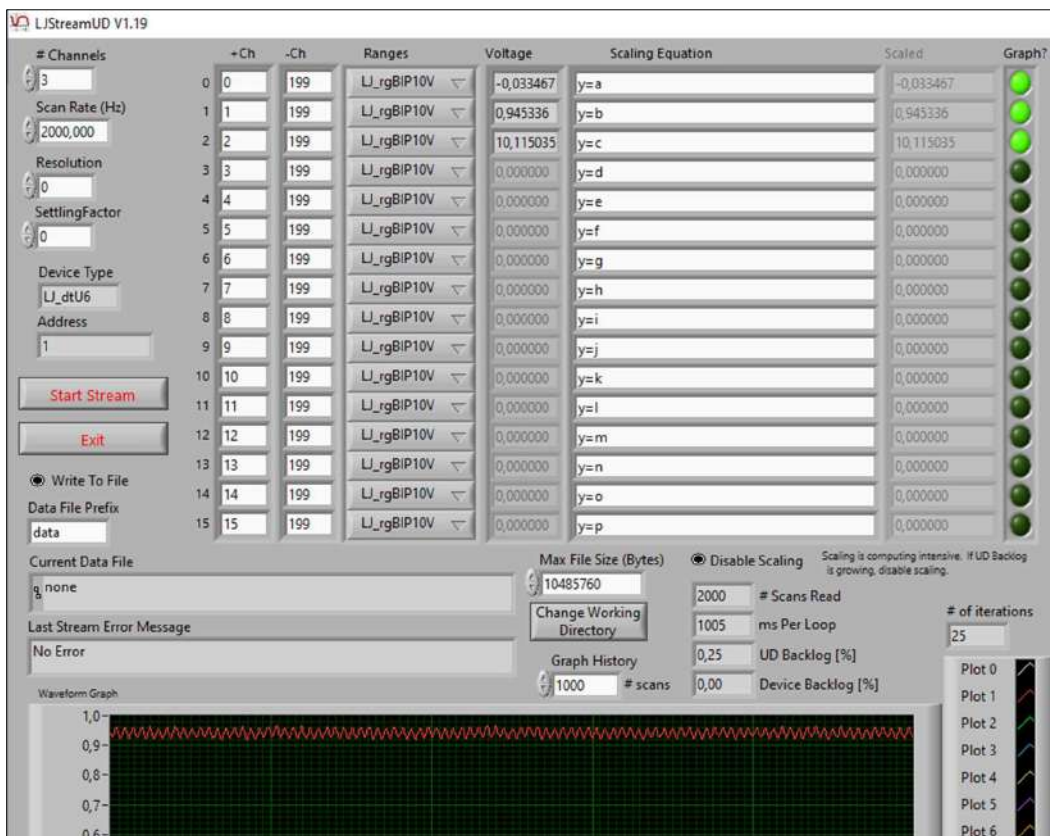 LJStreamUD V1.19
# Channels +Ch -Ch Ranges Voltage Scaling Equation Scaled Graph?
3
0 0 199 LJ_rgBIP10V -0,033467 y=a -0,033467
Scan Rate (Hz)
1 1 199 LJ_rgBIP10V 0,945336 y=b 0,945336
2000,000
2 2 199 LJ_rgBIP10V 10,115035 y=c 10,115035
Resolution
3 3 199 LJ_rgBIP10V 0,000000 y=d 0,000000
0
4 4 199 LJ_rgBIP10V 0,000000 y=e 0,000000
SettlingFactor
0
5 5 199 LJ_rgBIP10V 0,000000 y=f 0,000000
6 6 199 LJ_rgBIP10V 0,000000 y=g 0,000000
Device Type
LJ_dtU6
7 7 199 LJ_rgBIP10V 0,000000 y=h 0,000000
Address
8 8 199 LJ_rgBIP10V 0,000000 y=i 0,000000
1
9 9 199 LJ_rgBIP10V 0,000000 y=j 0,000000
10 10 199 LJ_rgBIP10V 0,000000 y=k 0,000000
Start Stream
11 11 199 LJ_rgBIP10V 0,000000 y=l 0,000000
Exit
12 12 199 LJ_rgBIP10V 0,000000 y=m 0,000000
13 13 199 LJ_rgBIP10V 0,000000 y=n 0,000000
Write To File
14 14 199 LJ_rgBIP10V 0,000000 y=o 0,000000
Data File Prefix
data
15 15 199 LJ_rgBIP10V 0,000000 y=p 0,000000
Current Data File
none
Max File Size (Bytes)
10485760
Change Working
Directory
Disable Scaling
Scaling is computing intensive. If UD Backlog
is growing, disable scaling.
2000 # Scans Read
1005 ms Per Loop
0,25 UD Backlog [%]
0,00 Device Backlog [%]
# of iterations
25
Last Stream Error Message
No Error
Graph History
1000 # scans
Waveform Graph
1,0
0,9
0,8
0,7
0,6
Plot 0
Plot 1
Plot 2
Plot 3
Plot 4
Plot 5
Plot 6